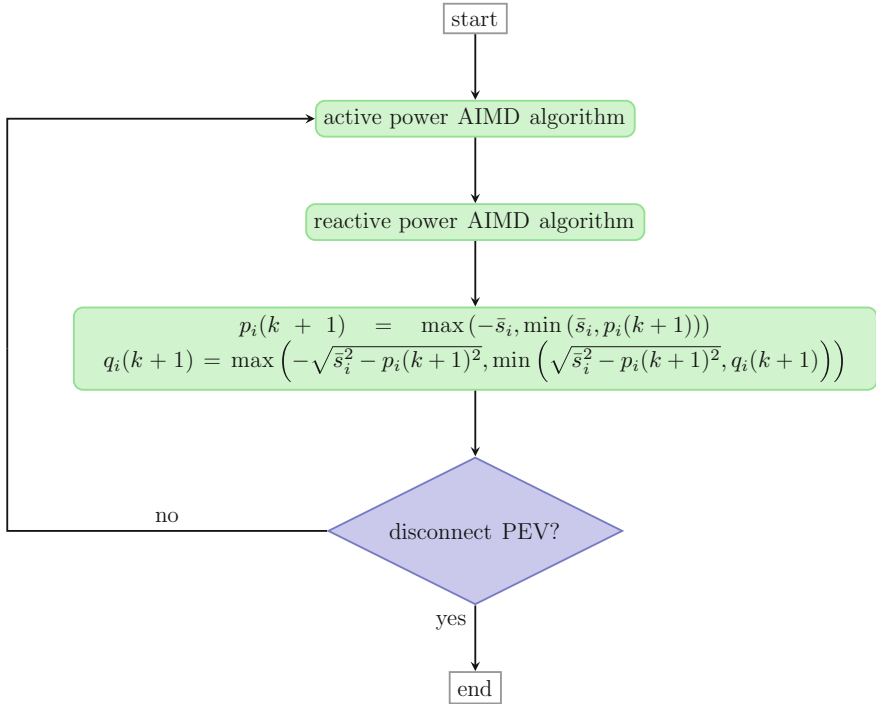 start
active power AIMD algorithm
reactive power AIMD algorithm
p_i(k + 1) = max (−s̄_i, min (s̄_i, p_i(k + 1)))
q_i(k + 1) = max (−√(s̄_i^2 − p_i(k + 1)^2), min (√(s̄_i^2 − p_i(k + 1)^2), q_i(k + 1)))
disconnect PEV?
no
yes
end